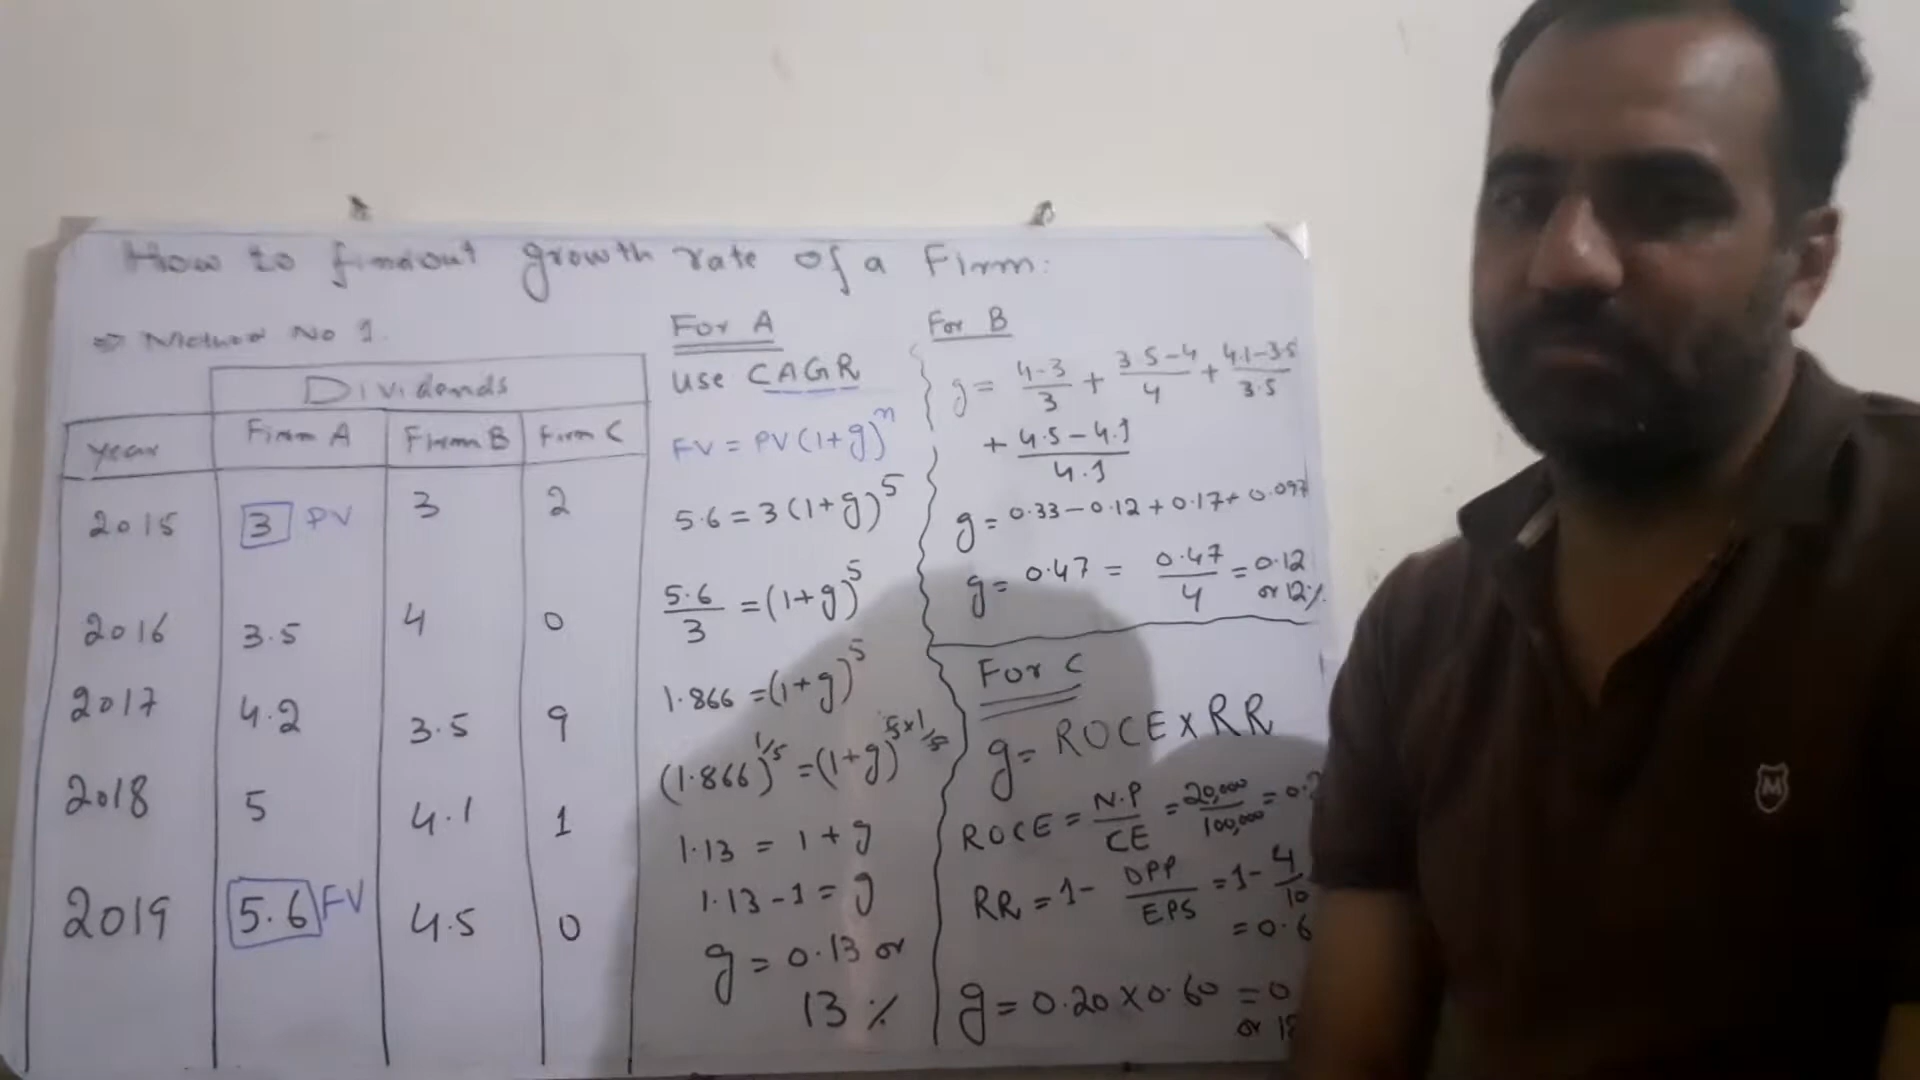 How to findout growth rate of a Firm:
⇒ Method No 1.
Dividends
Year Firm A Firm B Firm C
2015 3 PV 3 2
2016 3.5 4 0
2017 4.2 3.5 9
2018 5 4.1 1
2019 5.6 FV 4.5 0
For A
use CAGR
FV = PV(1+g)^n
5.6 = 3(1+g)^5
5.6/3 = (1+g)^5
1.866 = (1+g)^5
(1.866)^1/5 = (1+g)^5×1/5
1.13 = 1+g
1.13-1 = g
g = 0.13 or
13 %
For B
g = 4-3/3 + 3.5-4/4 + 4.1-3.5/3.5
+ 4.5-4.1/4.1
g = 0.33-0.12+0.17+0.097
g = 0.47 = 0.47/4 = 0.12
or 12%
For C
g = ROCE X RR
ROCE = N.P/CE = 20,000/100,000 = 0.2
RR = 1- DPP/EPS = 1- 4/10
= 0.6
g = 0.20 X 0.60 = 0
or 12
M